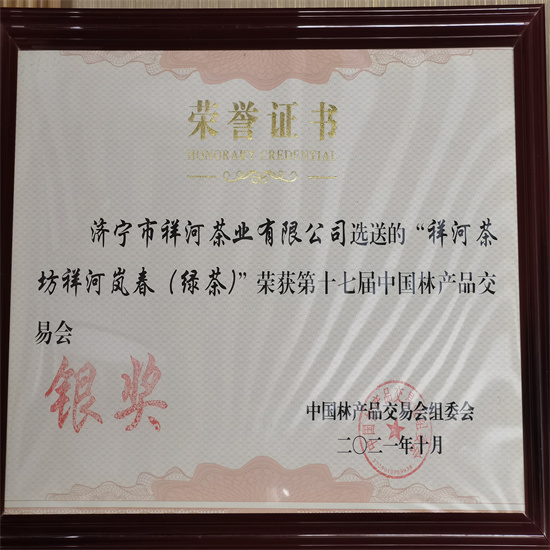 荣誉证书
HONORARY CREDENTIAL
济宁市祥河茶业有限公司选送的“祥河茶
坊祥河岚春（绿茶）”荣获第十七届中国林产品交
易会
银奖
中国林产品交易会组委会
二〇二一年十月